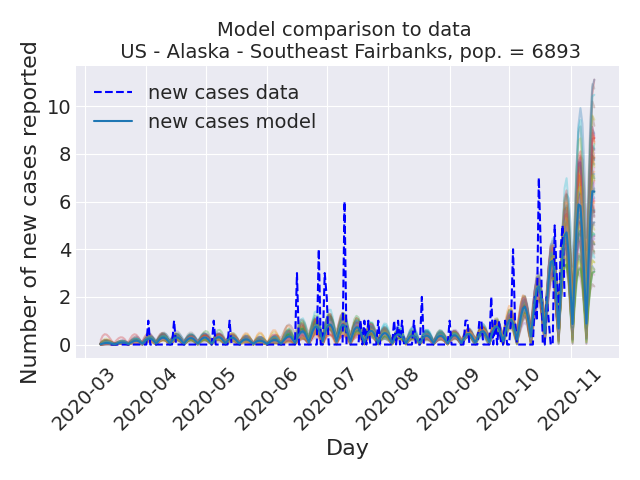 Model comparison to data
US - Alaska - Southeast Fairbanks, pop. = 6893
new cases data
new cases model
Number of new cases reported
10
8
6
4
2
0
2020-03
2020-04
2020-05
2020-06
2020-07
2020-08
2020-09
2020-10
2020-11
Day